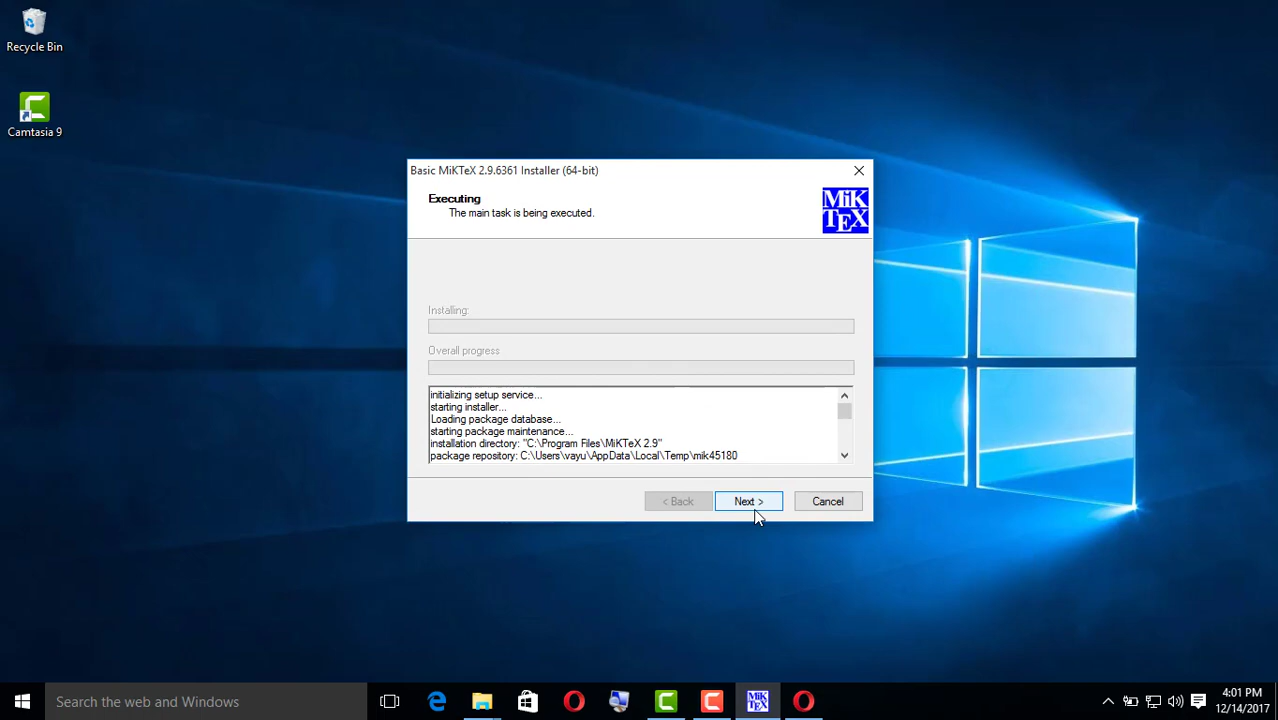 Recycle Bin
Camtasia 9
Basic MiKTeX 2.9.6361 Installer (64-bit)
Executing
The main task is being executed.
MiK
TEX
Installing:
Overall progress
initializing setup service...
starting installer...
Loading package database...
starting package maintenance...
installation directory: "C:\Program Files\MiKTeX 2.9"
package repository: C:\Users\vayu\AppData\Local\Temp\mik45180
< Back
Next >
Cancel
Search the web and Windows
MiK
TEX
4:01 PM
12/14/2017